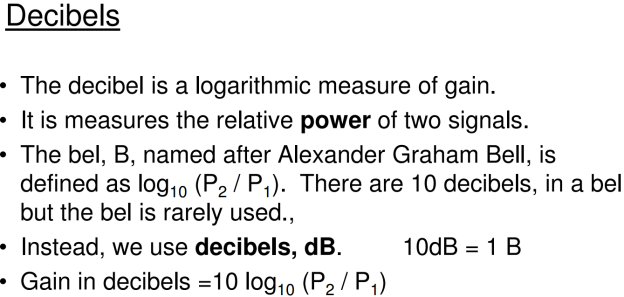 Decibels
• The decibel is a logarithmic measure of gain.
• It is measures the relative power of two signals.
• The bel, B, named after Alexander Graham Bell, is
defined as log₁₀ (P₂ / P₁). There are 10 decibels, in a bel
but the bel is rarely used.,
• Instead, we use decibels, dB. 10dB = 1 B
• Gain in decibels =10 log₁₀ (P₂ / P₁)